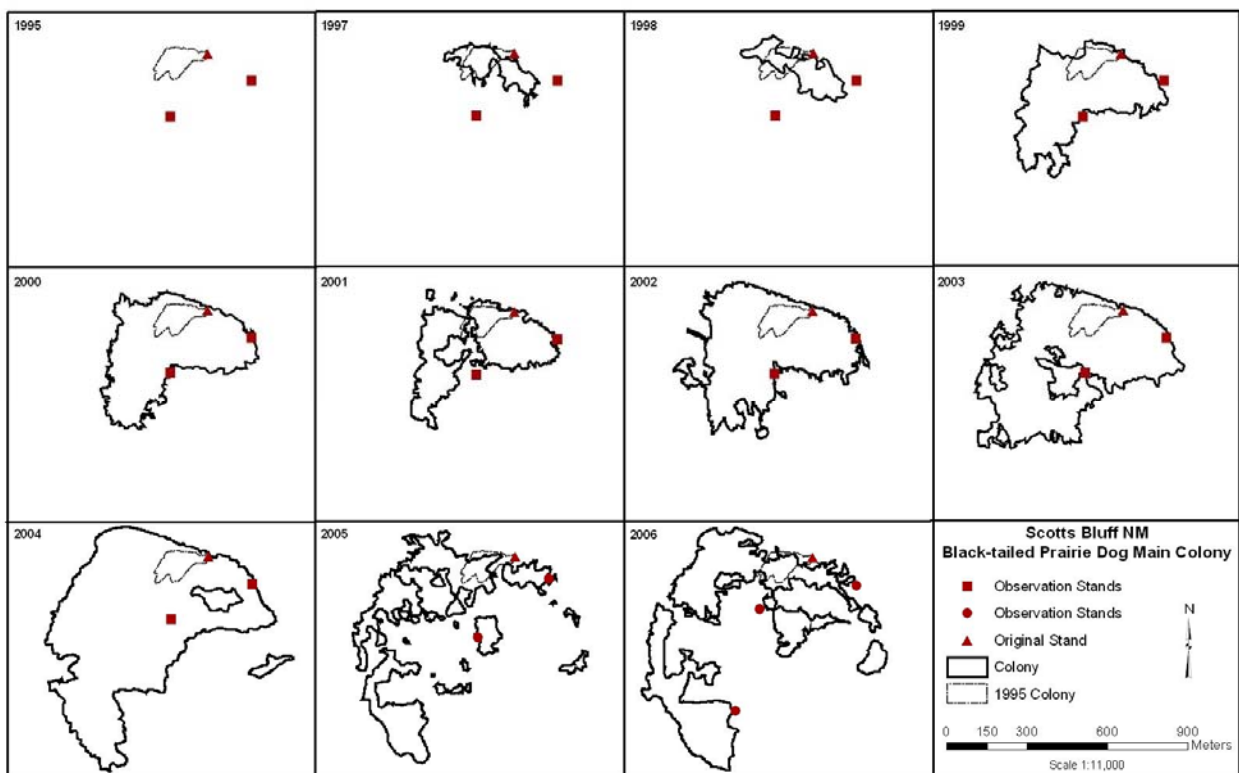 1995
1997
1998
1999
2000
2001
2002
2003
2004
2005
2006
Scotts Bluff NM
Black-tailed Prairie Dog Main Colony
Observation Stands
Observation Stands
Original Stand
Colony
1995 Colony
N
0 150 300 600 900
Meters
Scale 1:11,000